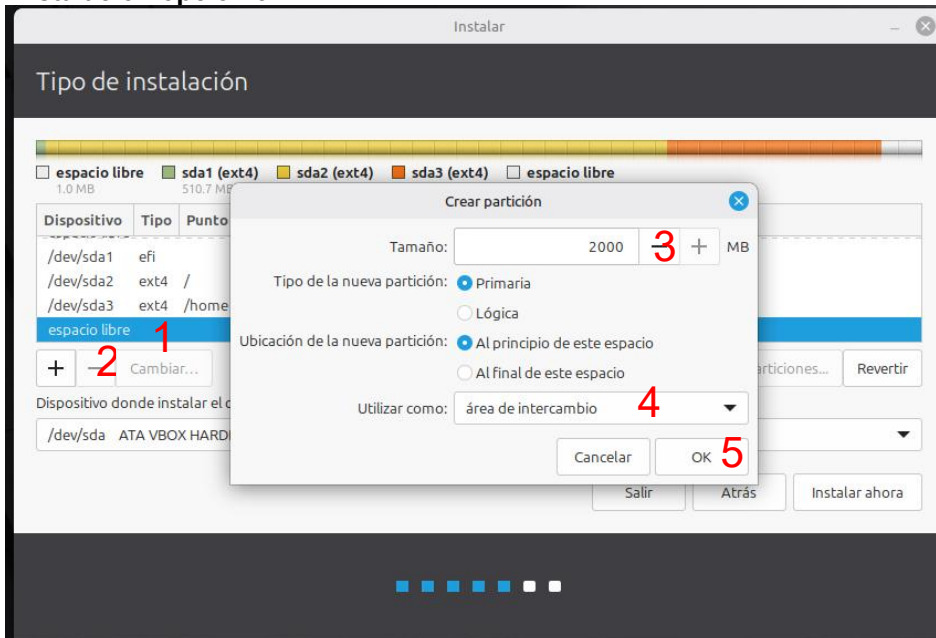 Instalar
Tipo de instalación
espacio libre sda1 (ext4) sda2 (ext4) sda3 (ext4) espacio libre
1.0 MB 510.7 MB
Crear partición
Dispositivo Tipo Punto
Tamaño: 2000 3 + MB
/dev/sda1 efi
Tipo de la nueva partición: Primaria
/dev/sda2 ext4 /
Lógica
/dev/sda3 ext4 /home
espacio libre 1
Ubicación de la nueva partición: Al principio de este espacio
+ − 2 Cambiar... Al final de este espacio Revertir
Dispositivo donde instalar el
Utilizar como: área de intercambio 4
/dev/sda ATA VBOX
Cancelar OK 5
Salir Atrás Instalar ahora